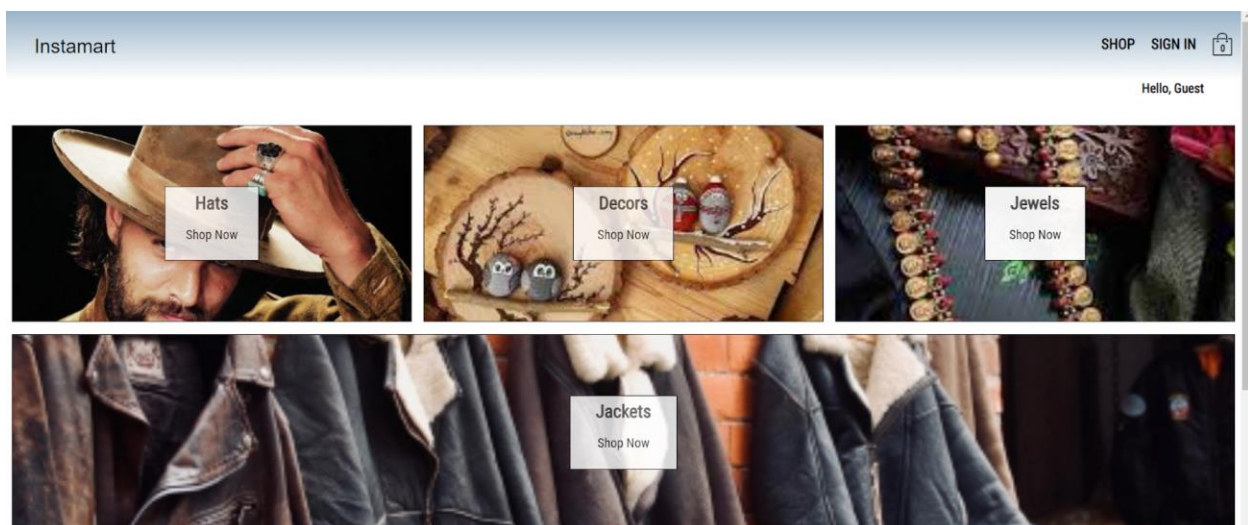 Instamart
SHOP SIGN IN
0
Hello, Guest
Hats
Shop Now
Decors
Shop Now
Jewels
Shop Now
Jackets
Shop Now